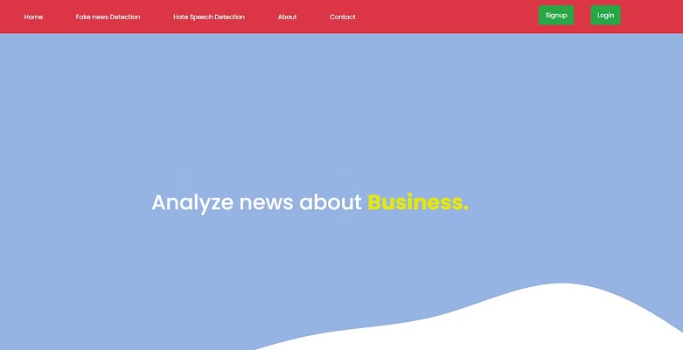 Home Fake news Detection Hate Speech Detection About Contact Signup Login
Analyze news about Business.